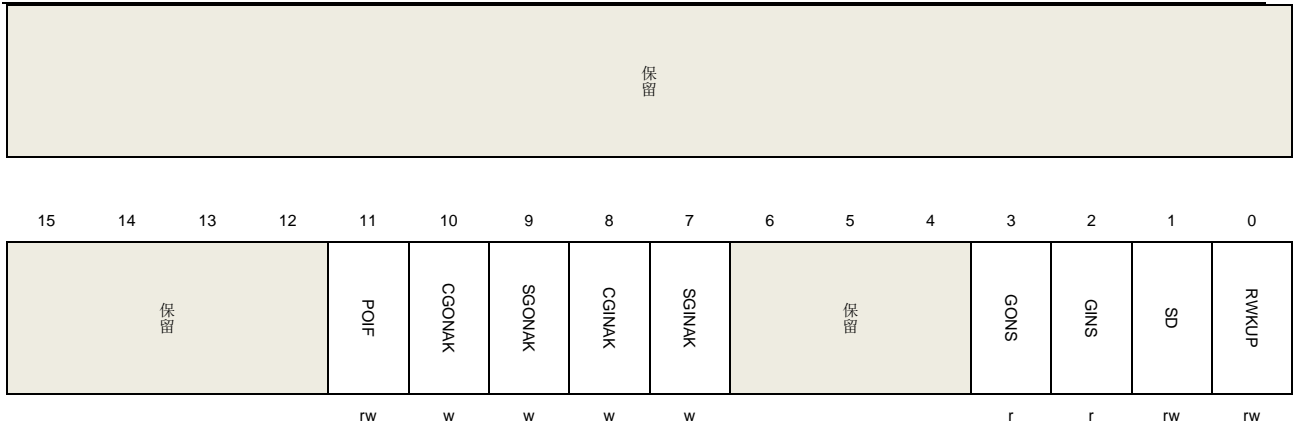 保留
15 14 13 12 11 10 9 8 7 6 5 4 3 2 1 0
保留 POIF CGONAK SGONAK CGINAK SGINAK 保留 GONS GINS SD RWKUP
rw w w w w r r rw rw